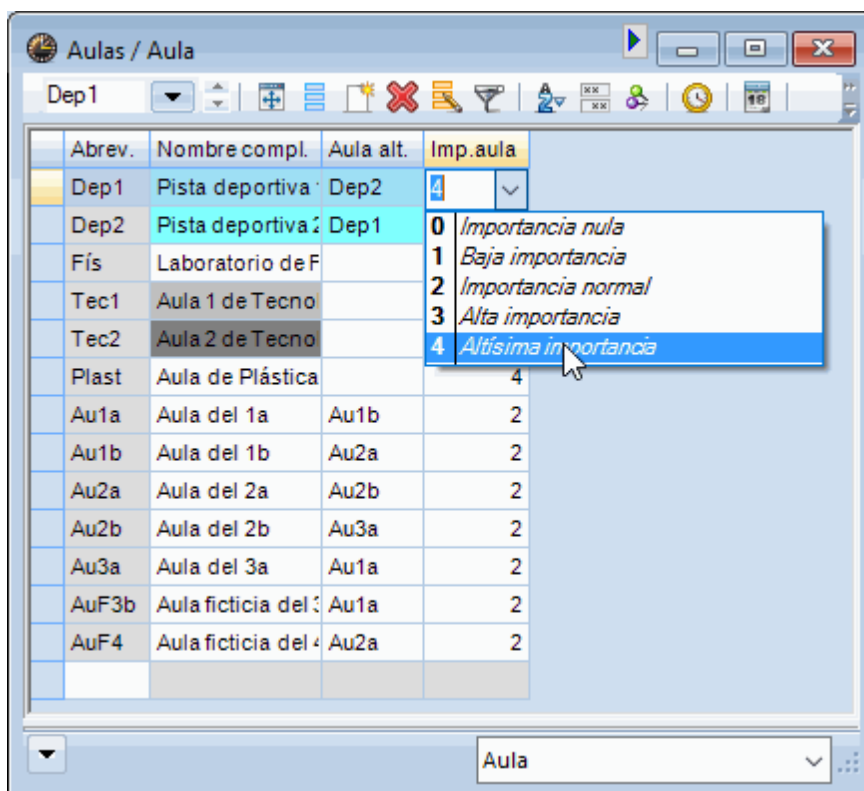 Aulas / Aula
Dep1
Abrev. Nombre compl. Aula alt. Imp.aula
Dep1 Pista deportiva Dep2 4
Dep2 Pista deportiva 2 Dep1
0 Importancia nula
Fís Laboratorio de F
1 Baja importancia
2 Importancia normal
Tec1 Aula 1 de Tecno
3 Alta importancia
Tec2 Aula 2 de Tecno
4 Altísima importancia
Plast Aula de Plástica 4
Au1a Aula del 1a Au1b 2
Au1b Aula del 1b Au2a 2
Au2a Aula del 2a Au2b 2
Au2b Aula del 2b Au3a 2
Au3a Aula del 3a Au1a 2
AuF3b Aula ficticia del 3 Au1a 2
AuF4 Aula ficticia del 4 Au2a 2
Aula